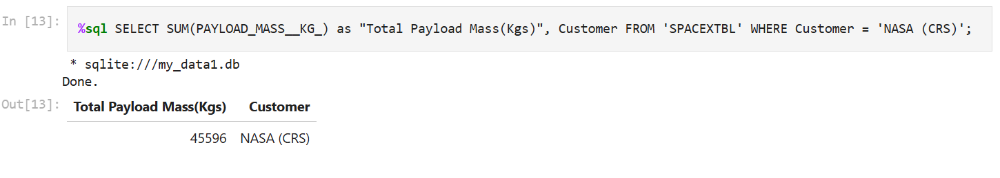 In [13]: %sql SELECT SUM(PAYLOAD_MASS__KG_) as "Total Payload Mass(Kgs)", Customer FROM 'SPACEXTBL' WHERE Customer = 'NASA (CRS)';
* sqlite:///my_data1.db
Done.
Out[13]: Total Payload Mass(Kgs) Customer
45596 NASA (CRS)